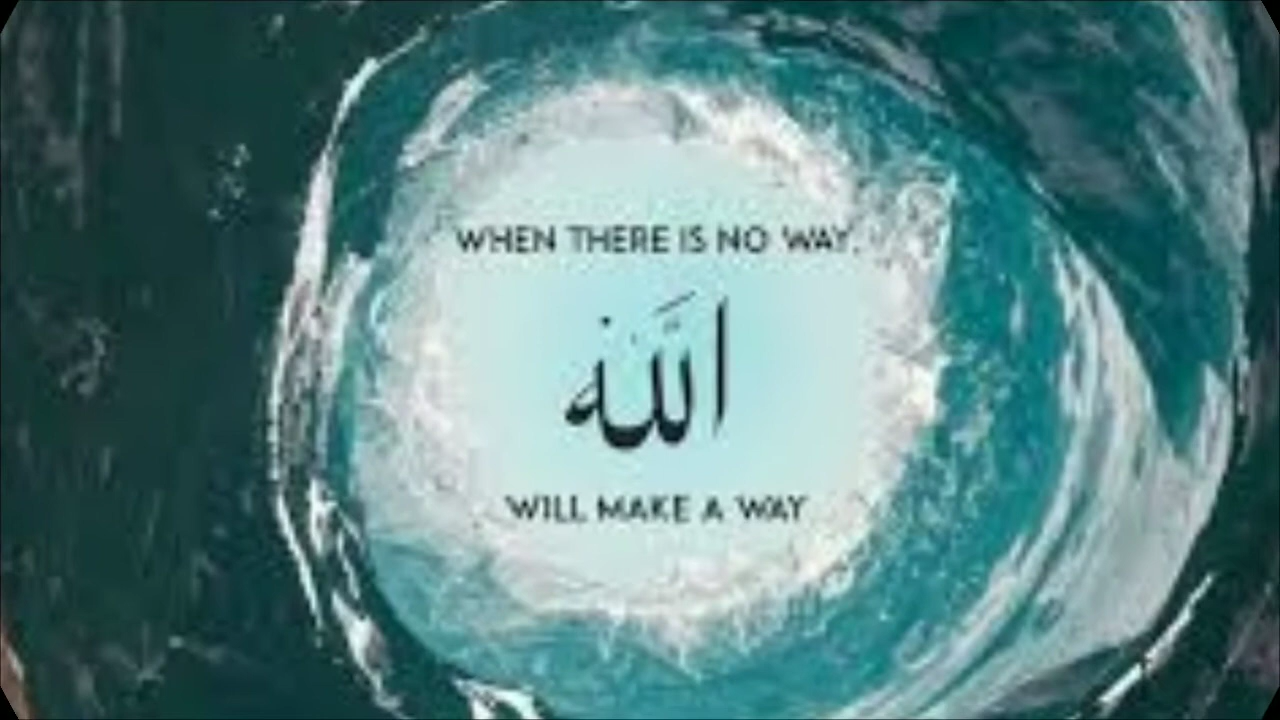 WHEN THERE IS NO WAY.
الله
WILL MAKE A WAY